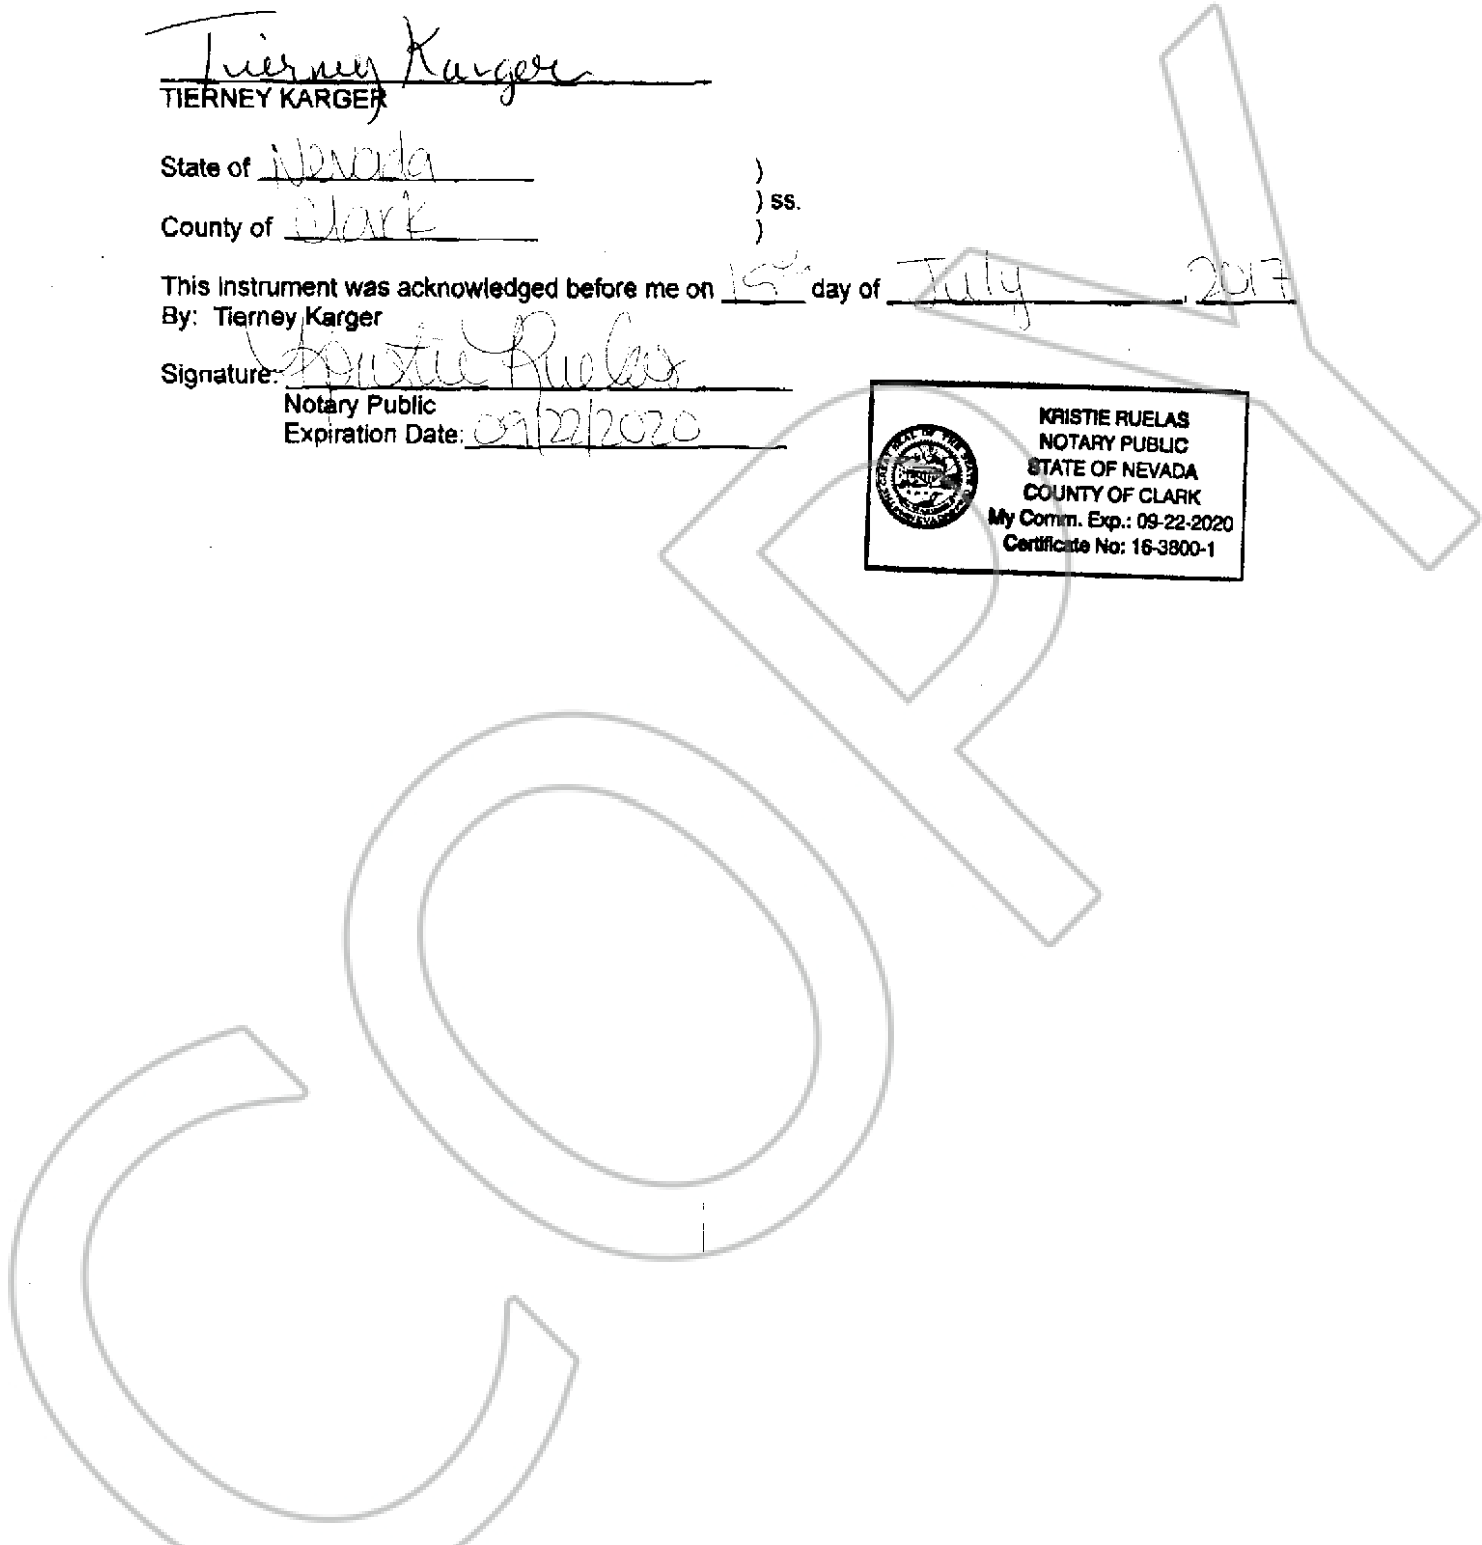 Tierney Karger
TIERNEY KARGER
State of Nevada )
) ss.
County of Clark )
This instrument was acknowledged before me on 15th day of July, 2017
By: Tierney Karger
Signature: Kristie Ruelas
Notary Public
Expiration Date: 09/22/2020
KRISTIE RUELAS
NOTARY PUBLIC
STATE OF NEVADA
COUNTY OF CLARK
My Comm. Exp.: 09-22-2020
Certificate No: 16-3800-1
COPY